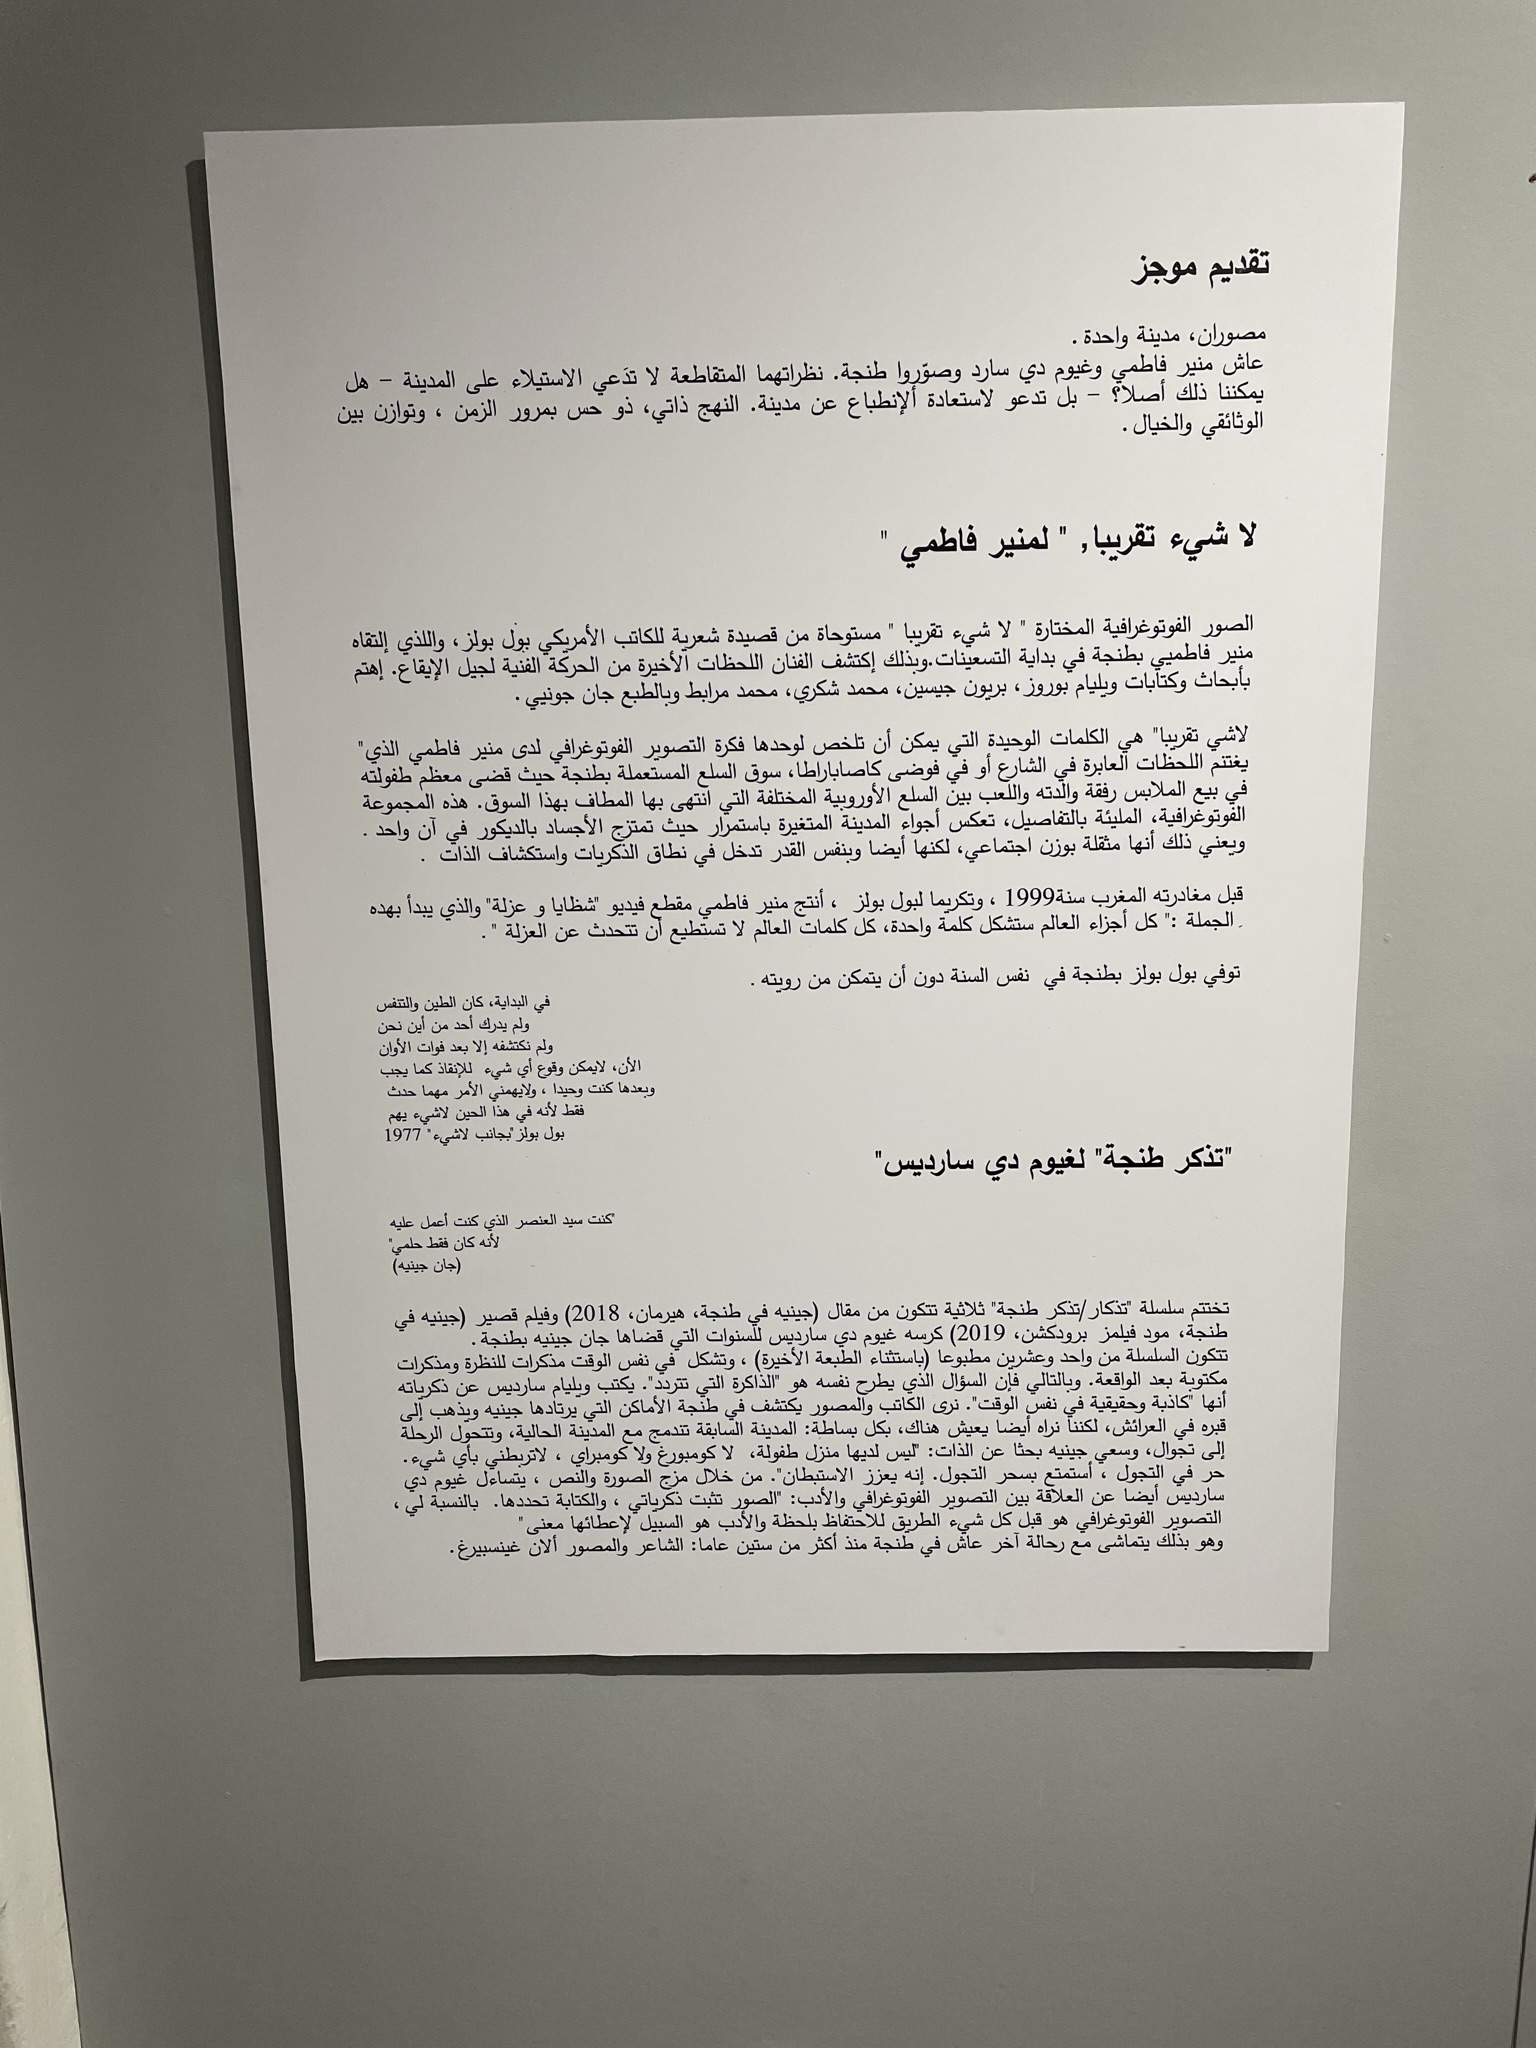 تقديم موجز
مصوران، مدينة واحدة .
عاش منير فاطمي وغيوم دي سارد وصوّروا طنجة. نظراتهما المتقاطعة لا تدَعي الاستيلاء على المدينة – هل
يمكننا ذلك أصلا؟ – بل تدعو لاستعادة ألإنطباع عن مدينة. النهج ذاتي، ذو حس بمرور الزمن ، وتوازن بين
الوثائقي والخيال .
لا شيء تقريبا, " لمنير فاطمي "
الصور الفوتوغرافية المختارة " لا شيء تقريبا " مستوحاة من قصيدة شعرية للكاتب الأمريكي بول بولز ، واللذي إلتقاه
منير فاطميي بطنجة في بداية التسعينات.وبذلك إكتشف الفنان اللحظات الأخيرة من الحركة الفنية لجيل الإيقاع. إهتم
بأبحاث وكتابات ويليام بوروز ، بريون جيسين، محمد شكري، محمد مرابط وبالطبع جان جونيي .
لاشي تقريبا" هي الكلمات الوحيدة التي يمكن أن تلخص لوحدها فكرة التصوير الفوتوغرافي لدى منير فاطمي الذي"
يغتنم اللحظات العابرة في الشارع أو في فوضى كاصاباراطا، سوق السلع المستعملة بطنجة حيث قضى معظم طفولته
في بيع الملابس رفقة والدته واللعب بين السلع الأوروبية المختلفة التي انتهى بها المطاف بهذا السوق. هذه المجموعة
الفوتوغرافية، المليئة بالتفاصيل، تعكس أجواء المدينة المتغيرة باستمرار حيث تمتزج الأجساد بالديكور في آن واحد .
ويعني ذلك أنها مثقلة بوزن اجتماعي، لكنها أيضا وبنفس القدر تدخل في نطاق الذكريات واستكشاف الذات .
قبل مغادرته المغرب سنة1999 ، وتكريما لبول بولز ، أنتج منير فاطمي مقطع فيديو "شظايا و عزلة" والذي يبدأ بهده
الجملة :" كل أجزاء العالم ستشكل كلمة واحدة، كل كلمات العالم لا تستطيع أن تتحدث عن العزلة " .
توفي بول بولز بطنجة في نفس السنة دون أن يتمكن من رويته .
في البداية، كان الطين والتنفس
ولم يدرك أحد من أين نحن
ولم نكتشفه إلا بعد فوات الأوان
الأن، لايمكن وقوع أي شيء للإنقاذ كما يجب
وبعدها كنت وحيدا ، ولايهمني الأمر مهما حدث
فقط لأنه في هذا الحين لاشيء يهم
بول بولز "بجانب لاشيء" 1977
"تذكر طنجة" لغيوم دي سارديس"
"كنت سيد العنصر الذي كنت أعمل عليه
لأنه كان فقط حلمي"
(جان جينيه)
تختتم سلسلة "تذكار/تذكر طنجة" ثلاثية تتكون من مقال (جينيه في طنجة، هيرمان، 2018) وفيلم قصير (جينيه في
طنجة، مود فيلمز برودكشن، 2019) كرسه غيوم دي سارديس للسنوات التي قضاها جان جينيه بطنجة .
تتكون السلسلة من واحد وعشرين مطبوعا (باستثناء الطبعة الأخيرة) ، وتشكل في نفس الوقت مذكرات للنظرة ومذكرات
مكتوبة بعد الواقعة. وبالتالي فإن السؤال الذي يطرح نفسه هو "الذاكرة التي تتردد". يكتب ويليام سارديس عن ذكرياته
أنها "كاذبة وحقيقية في نفس الوقت". نرى الكاتب والمصور يكتشف في طنجة الأماكن التي يرتادها جينيه ويذهب إلى
قبره في العرائش، لكننا نراه أيضا يعيش هناك، بكل بساطة: المدينة السابقة تندمج مع المدينة الحالية، وتتحول الرحلة
إلى تجوال، وسعي جينيه بحثا عن الذات: "ليس لديها منزل طفولة، لا كومبورغ ولا كومبراي ، لاتربطني بأي شيء .
حر في التجول ، أستمتع بسحر التجول. إنه يعزز الاستبطان". من خلال مزج الصورة والنص ، يتساءل غيوم دي
سارديس أيضا عن العلاقة بين التصوير الفوتوغرافي والأدب: "الصور تثبت ذكرياتي ، والكتابة تحددها. بالنسبة لي ،
التصوير الفوتوغرافي هو قبل كل شيء الطريق للاحتفاظ بلحظة والأدب هو السبيل لإعطائها معنى"
وهو بذلك يتماشى مع رحالة آخر عاش في طنجة منذ أكثر من ستين عاما: الشاعر والمصور ألان غينسبيرغ .